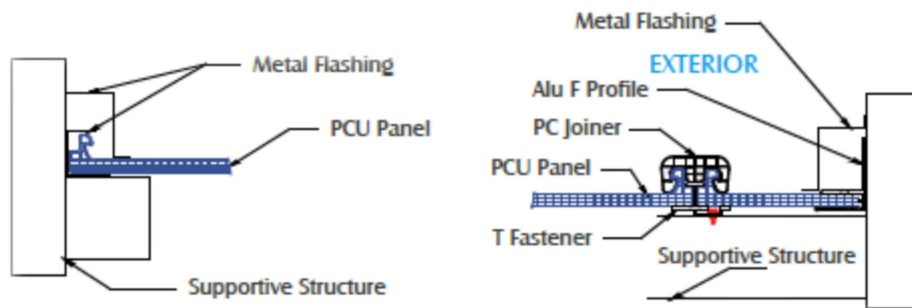 Metal Flashing
PCU Panel
Supportive Structure
Metal Flashing
EXTERIOR
Alu F Profile
PC Joiner
PCU Panel
T Fastener
Supportive Structure